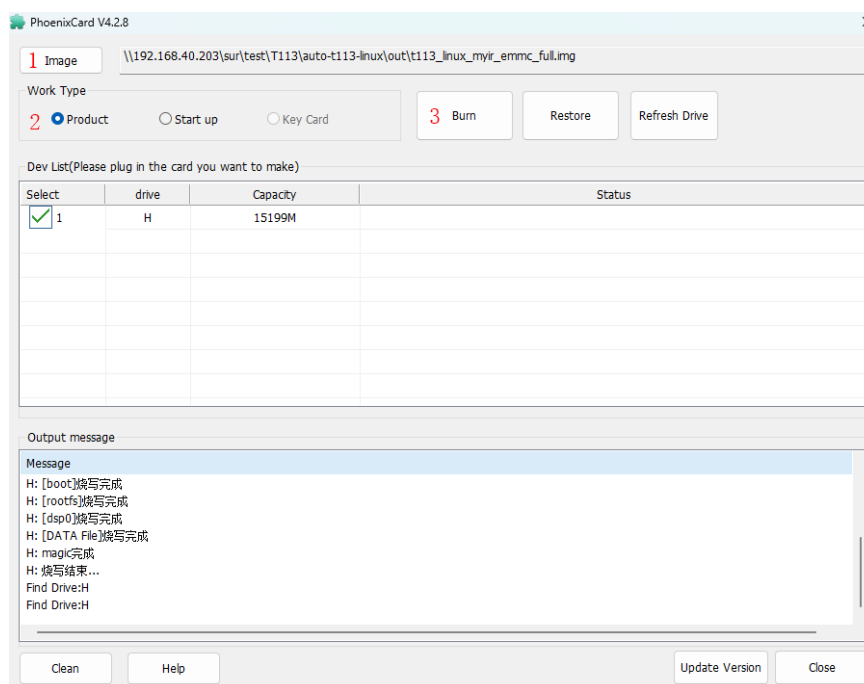 PhoenixCard V4.2.8
1 Image \\192.168.40.203\sur\test\T113\auto-t113-linux\out\t113_linux_myir_emmc_full.img
Work Type
2 Product Start up Key Card 3 Burn Restore Refresh Drive
Dev List(Please plug in the card you want to make)
Select drive Capacity Status
1 H 15199M
Output message
Message
H: [boot]烧写完成
H: [rootfs]烧写完成
H: [dsp0]烧写完成
H: [DATA File]烧写完成
H: magic完成
H: 烧写结束...
Find Drive:H
Find Drive:H
Clean Help Update Version Close